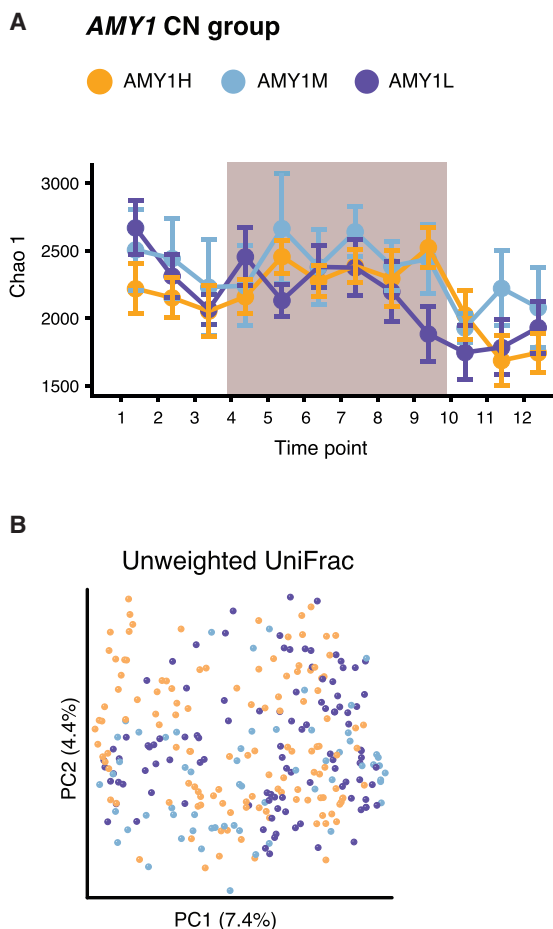 A
AMY1 CN group
AMY1H AMY1M AMY1L
Chao 1
3000
2500
2000
1500
1 2 3 4 5 6 7 8 9 10 11 12
Time point
B
Unweighted UniFrac
PC2 (4.4%)
PC1 (7.4%)